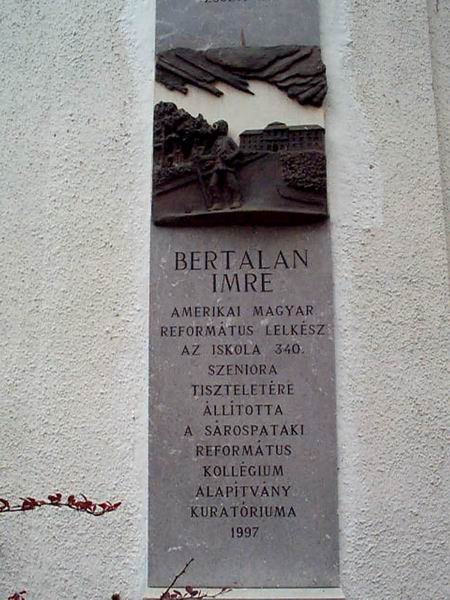 BERTALAN
IMRE
AMERIKAI MAGYAR
REFORMÁTUS LELKÉSZ
AZ ISKOLA 340.
SZENIORA
TISZTELETÉRE
ÁLLÍTOTTA
A SÁROSPATAKI
REFORMÁTUS
KOLLÉGIUM
ALAPÍTVÁNY
KURATÓRIUMA
1997